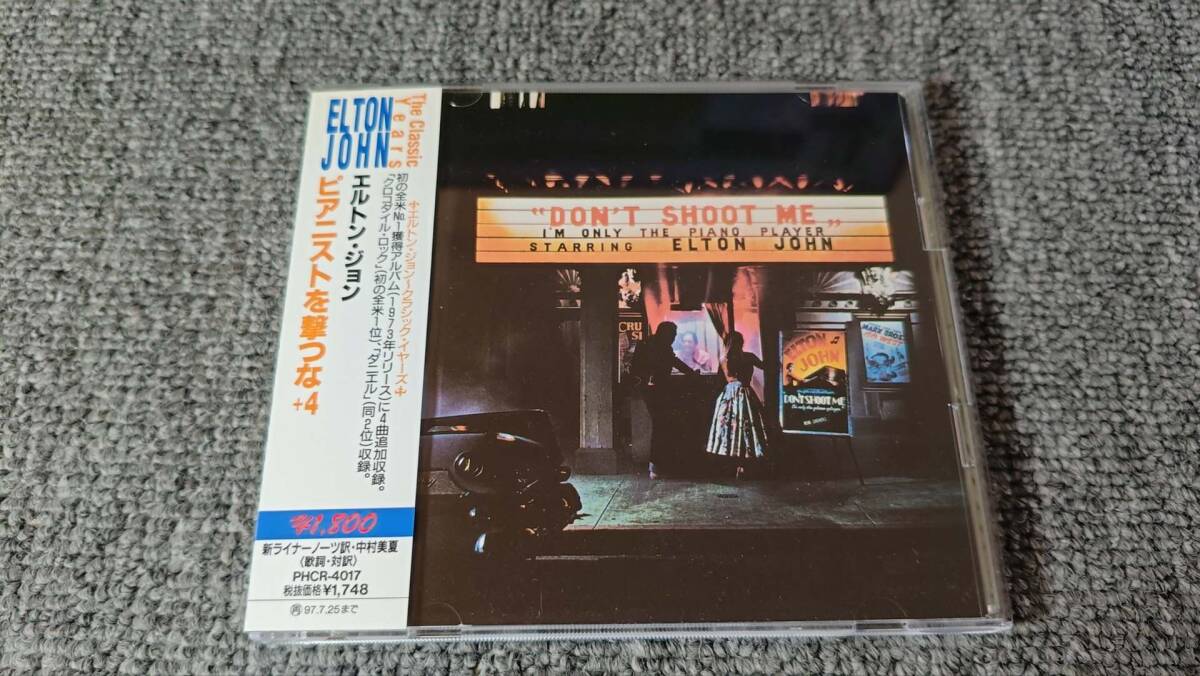 The Classic
Years
ELTON
JOHN
✢エルトン・ジョン〜クラシック・イヤーズ✢
初の全米No.1獲得アルバム(1973年リリース)に4曲追加収録。
「クロコダイル・ロック」(初の全米1位)、「ダニエル」(同2位)収録。
エルトン・ジョン
ピアニストを撃つな+4
¥1,800
新ライナーノーツ訳・中村美夏
(歌詞・対訳)
PHCR-4017
税抜価格¥1,748
再97.7.25まで
"DON'T SHOOT ME
I'M ONLY THE PIANO PLAYER"
STARRING ELTON JOHN
ELTON
JOHN
DON'T SHOOT ME
MARX BROS.
GO WEST